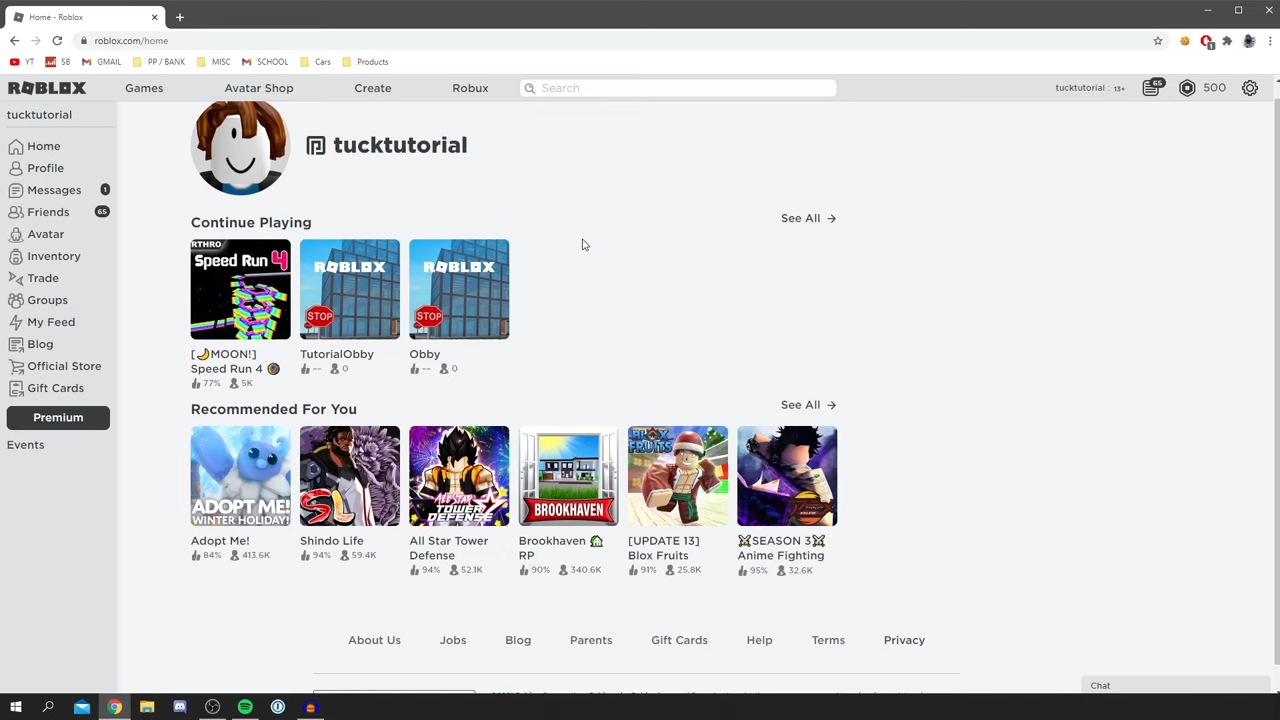 Home - Roblox
roblox.com/home
YT SB GMAIL PP / BANK MISC SCHOOL Cars Products
ROBLOX Games Avatar Shop Create Robux Search tucktutorial : 13+ 65 500
tucktutorial
Home
Profile
Messages 1
Friends 65
Avatar
Inventory
Trade
Groups
My Feed
Blog
Official Store
Gift Cards
Premium
Events
tucktutorial
Continue Playing See All →
RTHRO
Speed Run 4
ROBLOX
STOP
ROBLOX
STOP
[🌙MOON!]
Speed Run 4 🌘
77% 5K
TutorialObby
-- 0
Obby
-- 0
Recommended For You See All →
ADOPT ME!
WINTER HOLIDAY!
SL
ALL STAR
TOWER
DEFENSE
BROOKHAVEN
BLOX
FRUITS
Adopt Me!
84% 413.6K
Shindo Life
94% 59.4K
All Star Tower
Defense
94% 52.1K
Brookhaven 🏡
RP
90% 340.6K
[UPDATE 13]
Blox Fruits
91% 25.8K
⚔️SEASON 3⚔️
Anime Fighting
95% 32.6K
About Us Jobs Blog Parents Gift Cards Help Terms Privacy
Chat